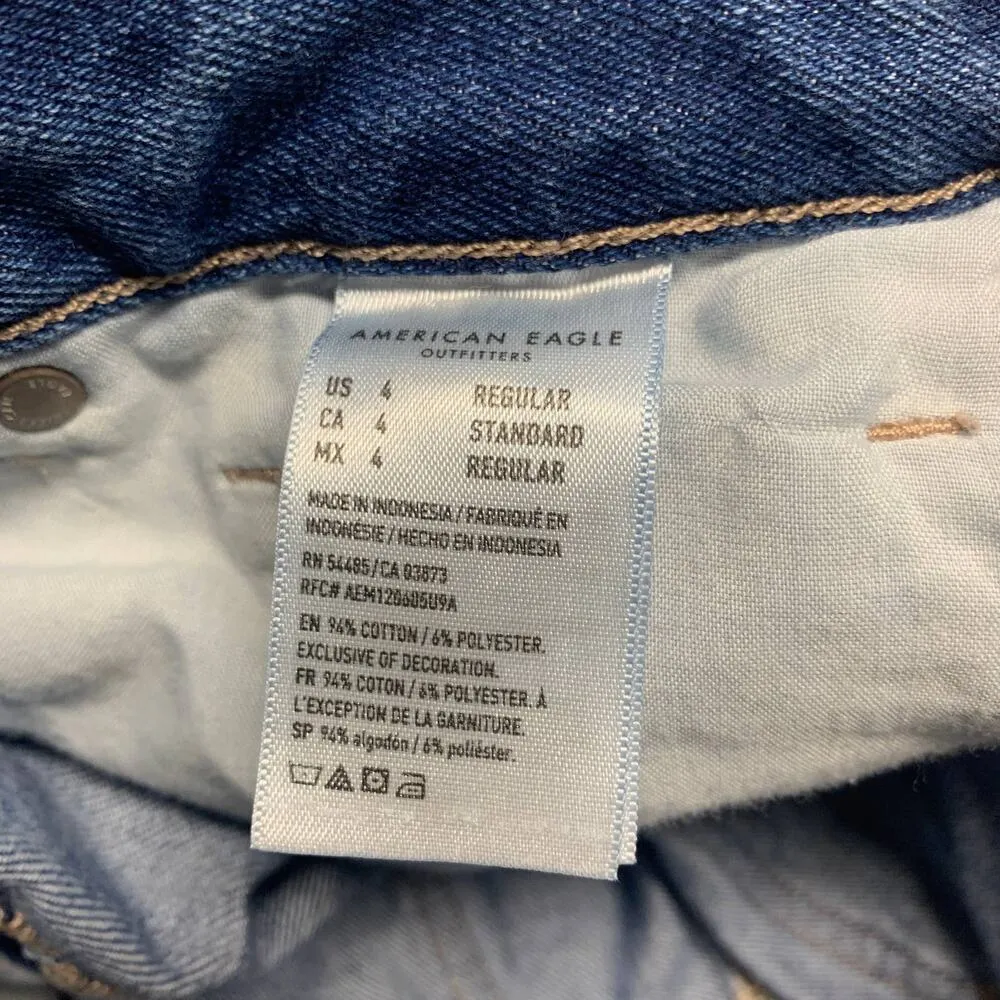 AMERICAN EAGLE
OUTFITTERS
US 4 REGULAR
CA 4 STANDARD
MX 4 REGULAR
MADE IN INDONESIA / FABRIQUÉ EN
INDONÉSIE / HECHO EN INDONESIA
RN 54485 / CA 03873
RFC# AEM120605U9A
EN 94% COTTON / 6% POLYESTER.
EXCLUSIVE OF DECORATION.
FR 94% COTON / 6% POLYESTER. À
L'EXCEPTION DE LA GARNITURE.
SP 94% algodón / 6% poliéster.